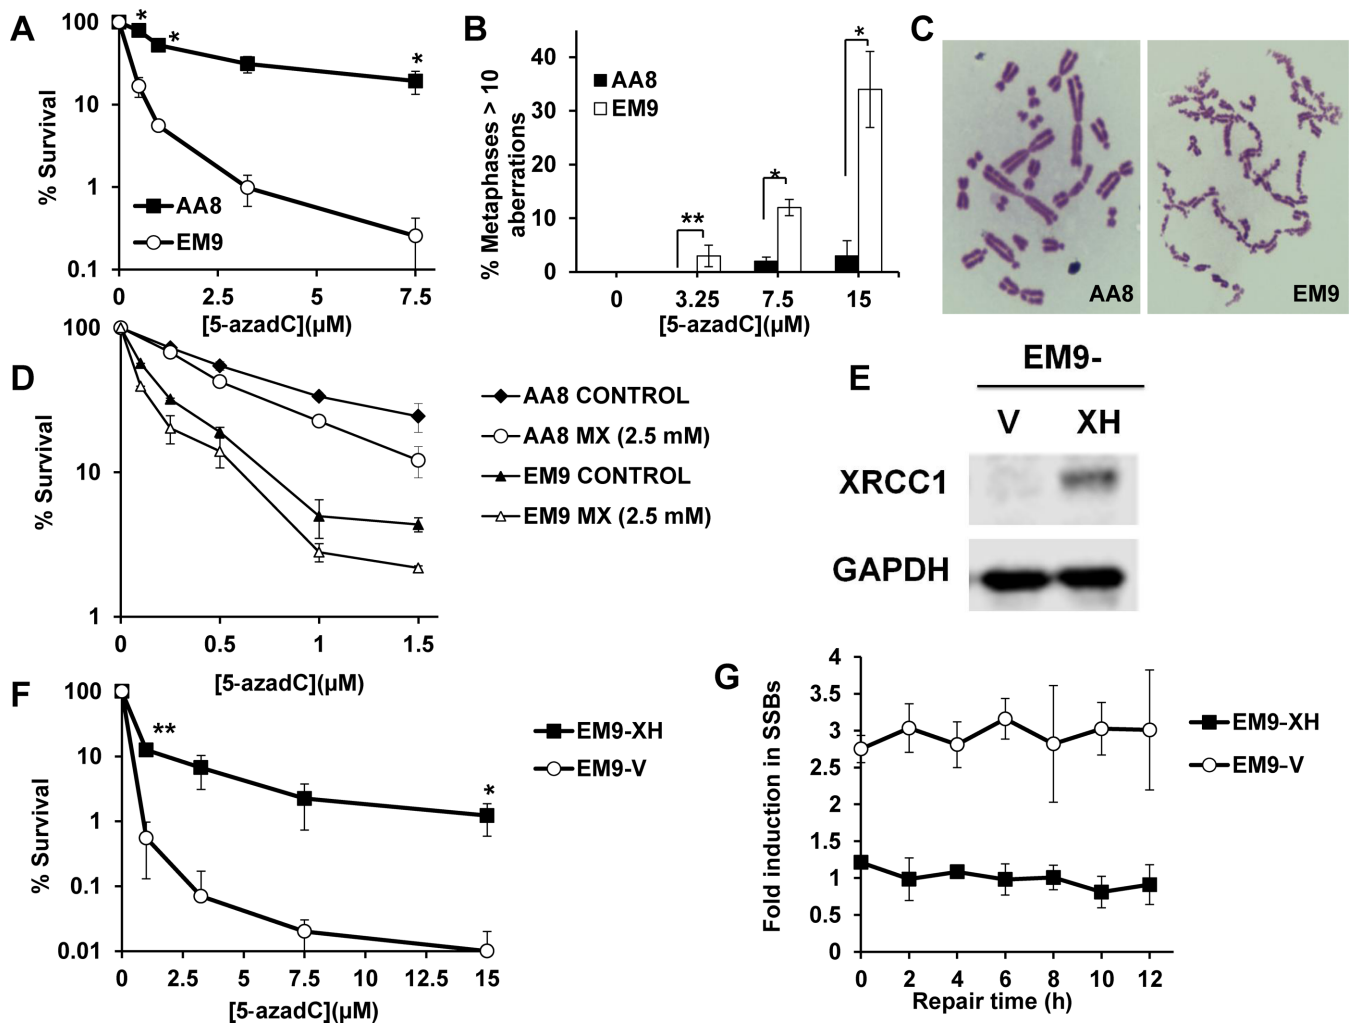 A
100
10
1
0.1
% Survival
*
*
*
AA8
EM9
0
2.5
5
7.5
[5-azadC](µM)
B
% Metaphases > 10
aberrations
40
30
20
10
0
AA8
EM9
**
*
*
0
3.25
7.5
15
[5-azadC](µM)
C
AA8
EM9
D
100
10
1
% Survival
0
0.5
1
1.5
[5-azadC](µM)
AA8 CONTROL
AA8 MX (2.5 mM)
EM9 CONTROL
EM9 MX (2.5 mM)
E
EM9-
V
XH
XRCC1
GAPDH
F
100
10
1
0.1
0.01
% Survival
**
*
0
2.5
5
7.5
10
12.5
15
[5-azadC](µM)
EM9-XH
EM9-V
G
Fold induction in SSBs
4
3.5
3
2.5
2
1.5
1
0.5
0
0
2
4
6
8
10
12
Repair time (h)
EM9-XH
EM9-V